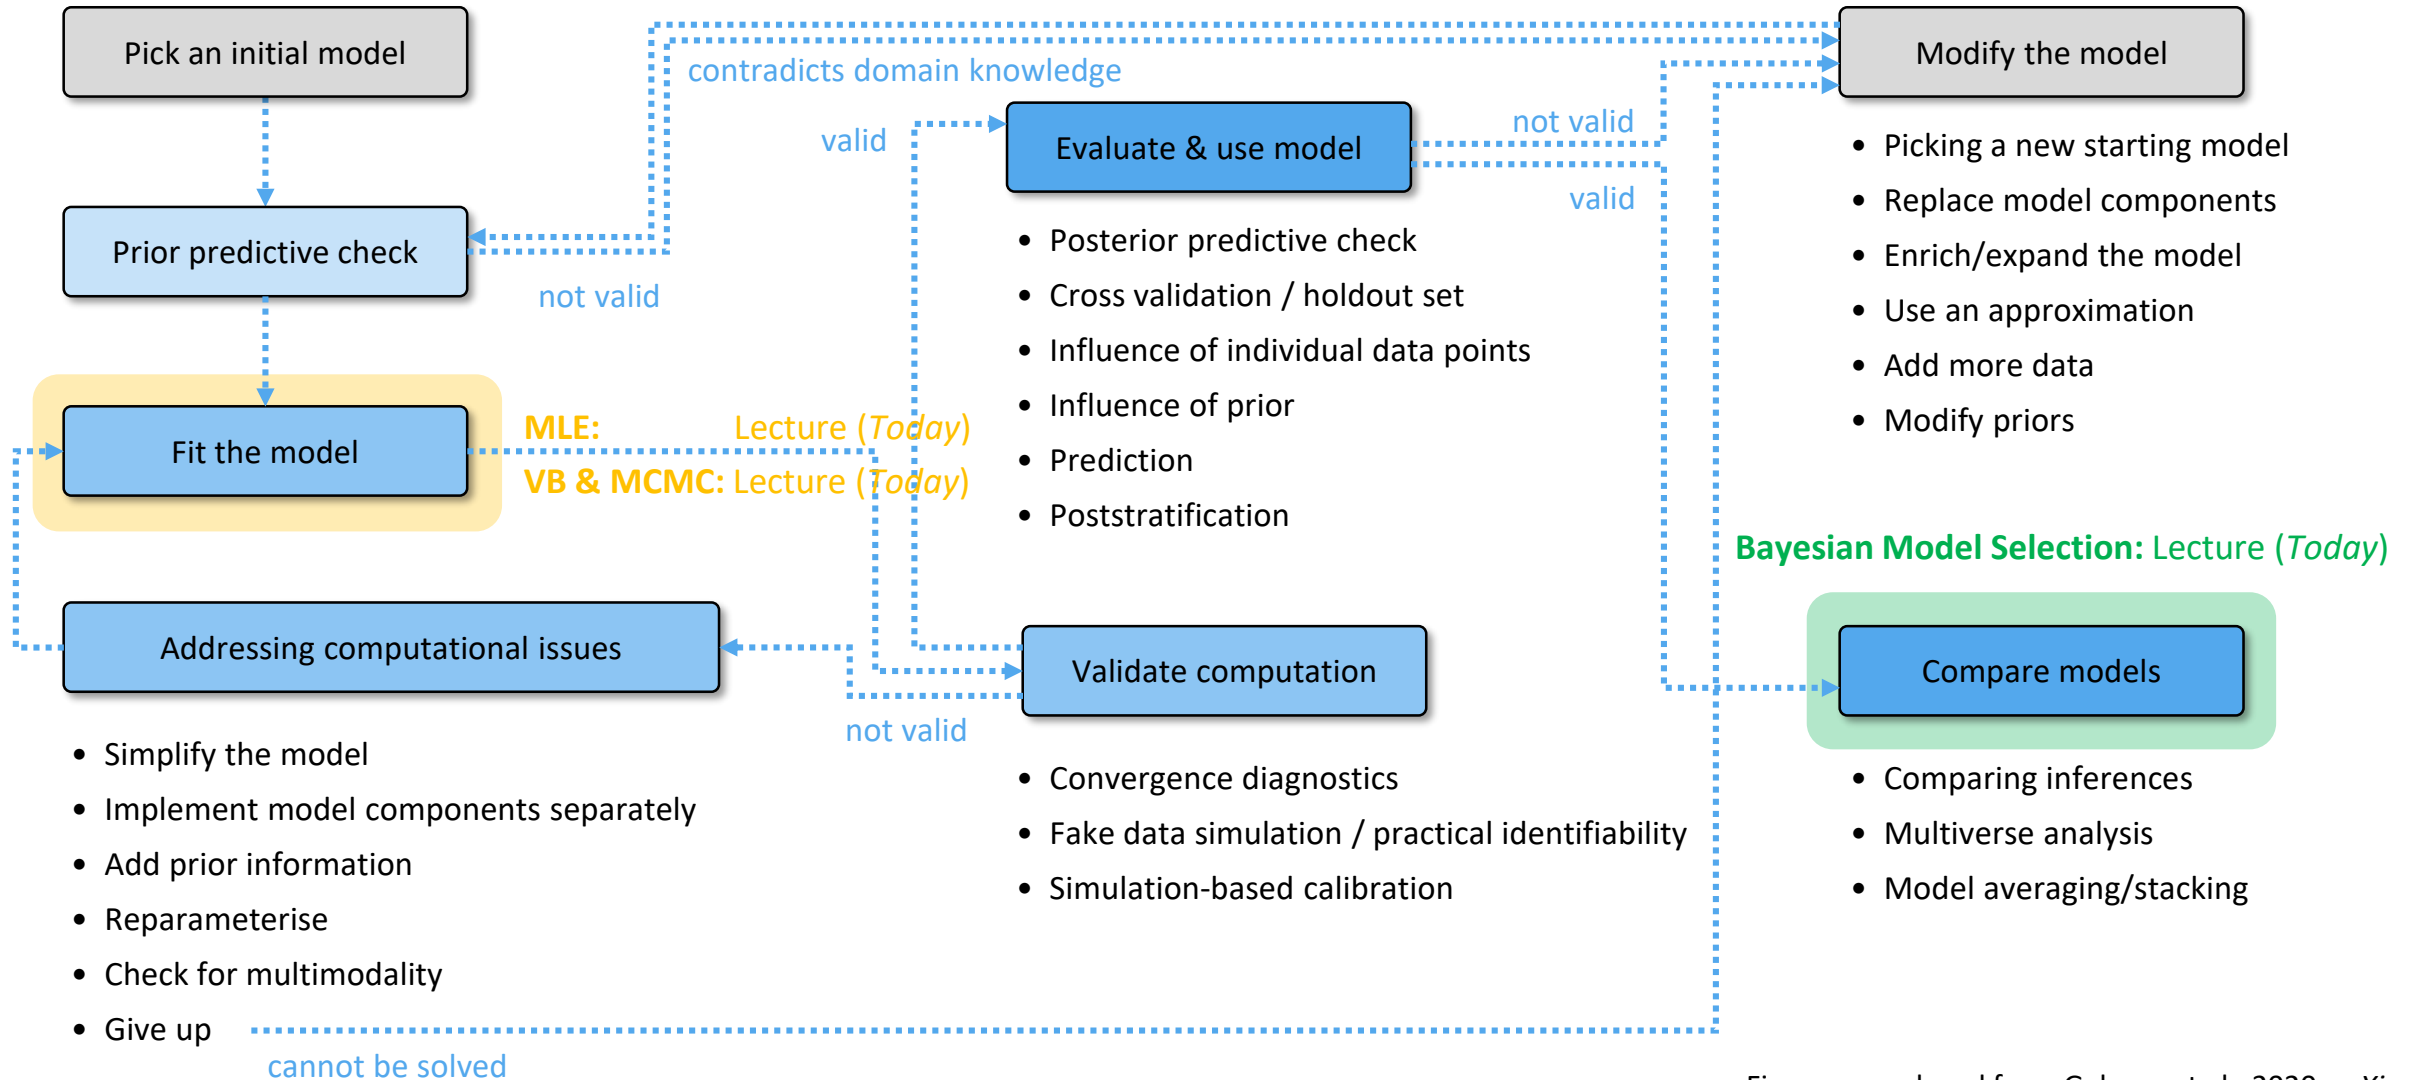 Pick an initial model
contradicts domain knowledge
Modify the model
Prior predictive check
not valid
valid
Evaluate & use model
not valid
valid
• Posterior predictive check
• Cross validation / holdout set
• Influence of individual data points
• Influence of prior
• Prediction
• Poststratification
• Picking a new starting model
• Replace model components
• Enrich/expand the model
• Use an approximation
• Add more data
• Modify priors
Fit the model
MLE: Lecture (Today)
VB & MCMC: Lecture (Today)
Bayesian Model Selection: Lecture (Today)
Addressing computational issues
Validate computation
not valid
Compare models
• Simplify the model
• Implement model components separately
• Add prior information
• Reparameterise
• Check for multimodality
• Give up
cannot be solved
• Convergence diagnostics
• Fake data simulation / practical identifiability
• Simulation-based calibration
• Comparing inferences
• Multiverse analysis
• Model averaging/stacking